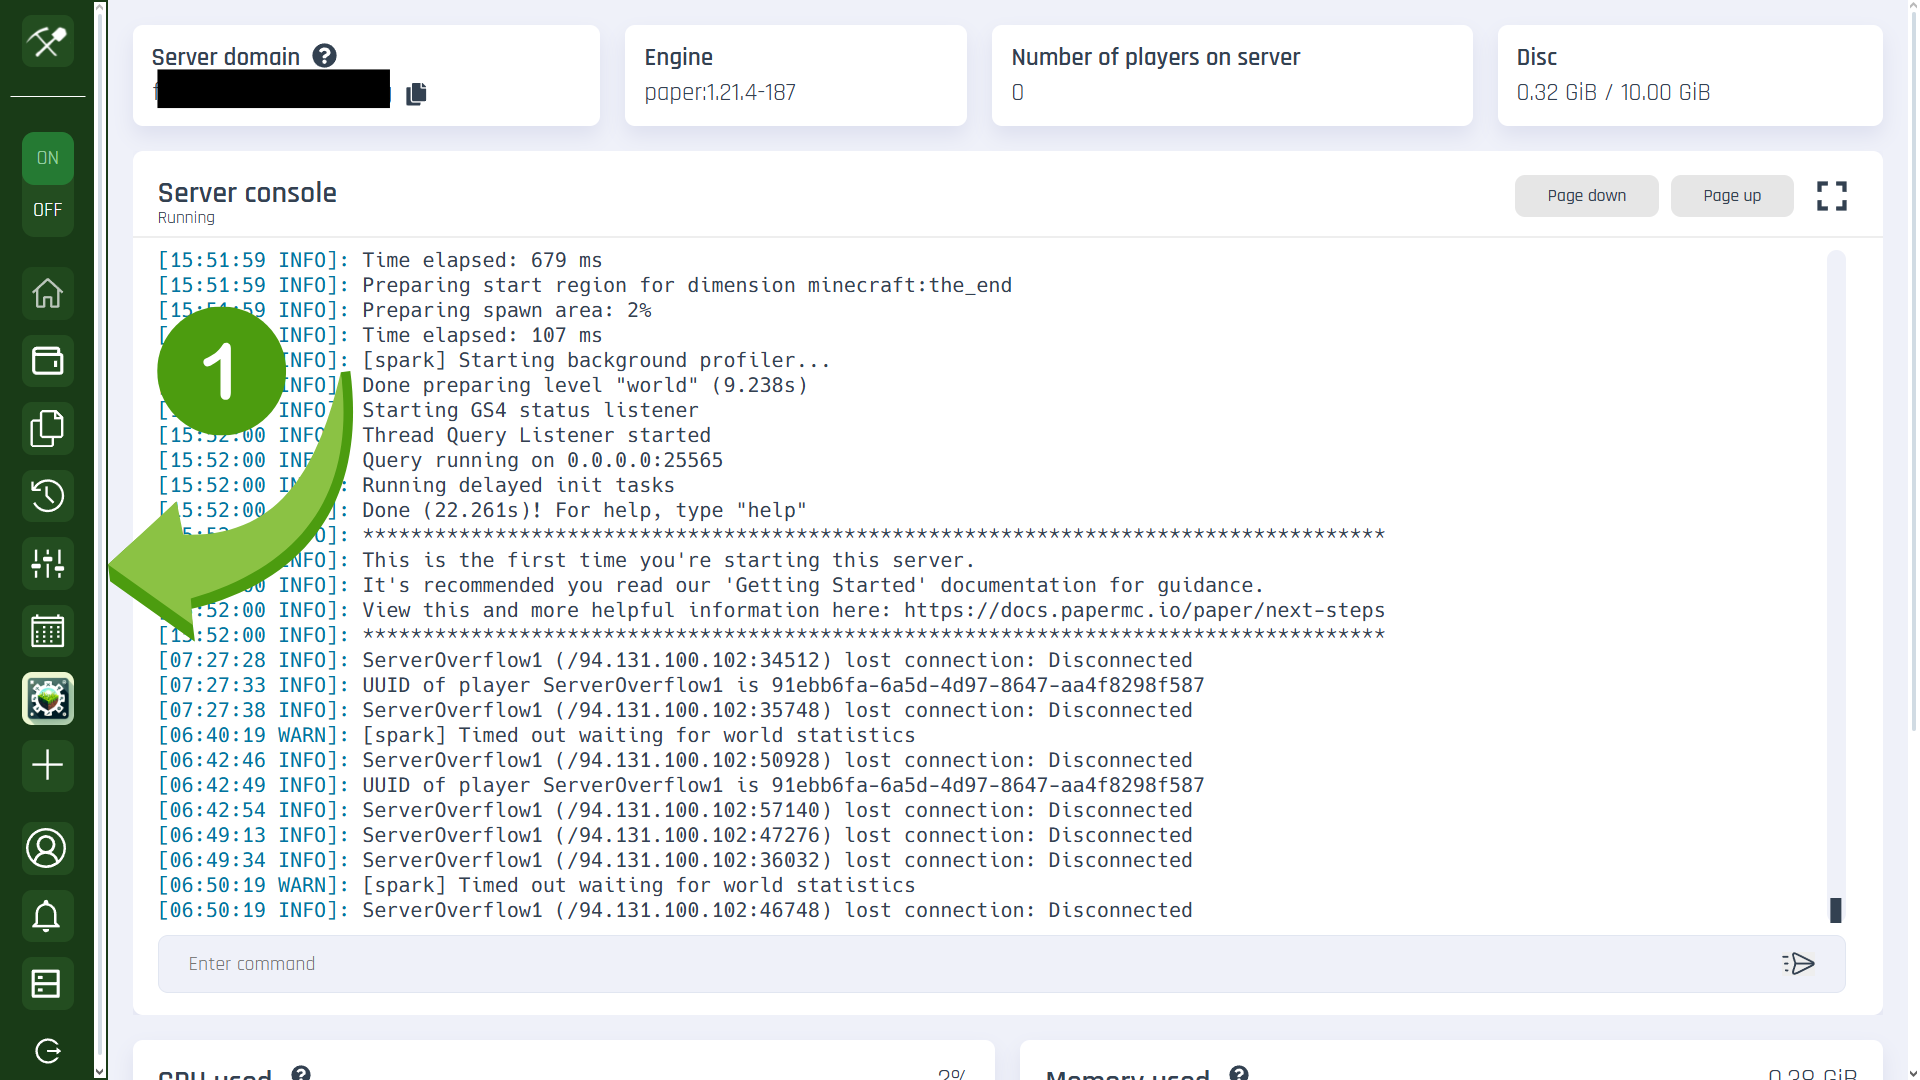 Server domain
Engine
paper:1.21.4-187
Number of players on server
0
Disc
0.32 GiB / 10.00 GiB
ON
OFF
Server console
Running
Page down
Page up
[15:51:59 INFO]: Time elapsed: 679 ms
[15:51:59 INFO]: Preparing start region for dimension minecraft:the_end
[15:51:59 INFO]: Preparing spawn area: 2%
INFO]: Time elapsed: 107 ms
INFO]: [spark] Starting background profiler...
INFO]: Done preparing level "world" (9.238s)
INFO]: Starting GS4 status listener
[15:52:00 INFO]: Thread Query Listener started
[15:52:00 INFO]: Query running on 0.0.0.0:25565
[15:52:00 INFO]: Running delayed init tasks
[15:52:00 INFO]: Done (22.261s)! For help, type "help"
INFO]: *************************************************************************************
INFO]: This is the first time you're starting this server.
INFO]: It's recommended you read our 'Getting Started' documentation for guidance.
:52:00 INFO]: View this and more helpful information here: https://docs.papermc.io/paper/next-steps
[15:52:00 INFO]: *************************************************************************************
[07:27:28 INFO]: ServerOverflow1 (/94.131.100.102:34512) lost connection: Disconnected
[07:27:33 INFO]: UUID of player ServerOverflow1 is 91ebb6fa-6a5d-4d97-8647-aa4f8298f587
[07:27:38 INFO]: ServerOverflow1 (/94.131.100.102:35748) lost connection: Disconnected
[06:40:19 WARN]: [spark] Timed out waiting for world statistics
[06:42:46 INFO]: ServerOverflow1 (/94.131.100.102:50928) lost connection: Disconnected
[06:42:49 INFO]: UUID of player ServerOverflow1 is 91ebb6fa-6a5d-4d97-8647-aa4f8298f587
[06:42:54 INFO]: ServerOverflow1 (/94.131.100.102:57140) lost connection: Disconnected
[06:49:13 INFO]: ServerOverflow1 (/94.131.100.102:47276) lost connection: Disconnected
[06:49:34 INFO]: ServerOverflow1 (/94.131.100.102:36032) lost connection: Disconnected
[06:50:19 WARN]: [spark] Timed out waiting for world statistics
[06:50:19 INFO]: ServerOverflow1 (/94.131.100.102:46748) lost connection: Disconnected
1
Enter command
CPU used
2%
Memory used
0.38 GiB